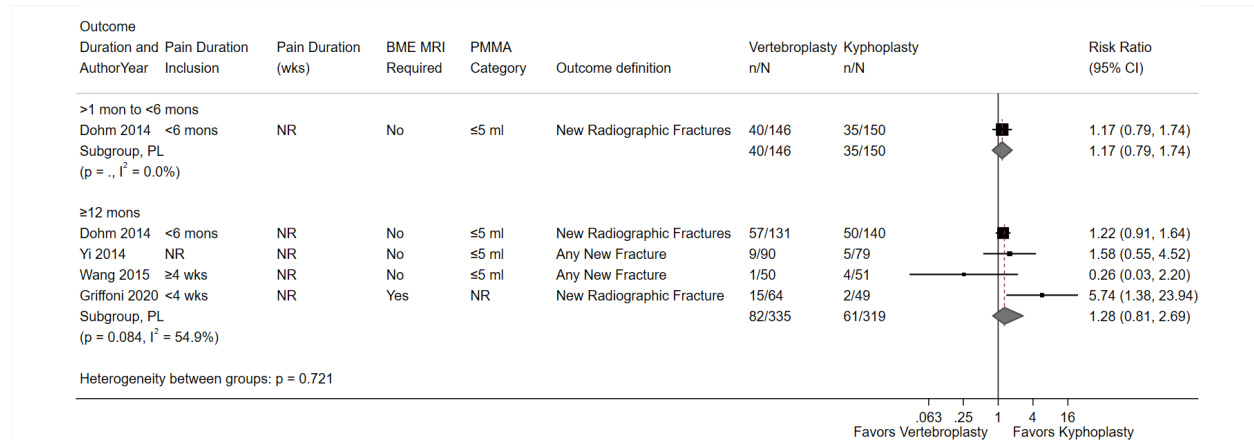 Outcome
Duration and Pain Duration Pain Duration BME MRI PMMA Vertebroplasty Kyphoplasty Risk Ratio
AuthorYear Inclusion (wks) Required Category Outcome definition n/N n/N (95% CI)
>1 mon to <6 mons
Dohm 2014 <6 mons NR No ≤5 ml New Radiographic Fractures 40/146 35/150 1.17 (0.79, 1.74)
Subgroup, PL 40/146 35/150 1.17 (0.79, 1.74)
(p = ., I² = 0.0%)
≥12 mons
Dohm 2014 <6 mons NR No ≤5 ml New Radiographic Fractures 57/131 50/140 1.22 (0.91, 1.64)
Yi 2014 NR NR No ≤5 ml Any New Fracture 9/90 5/79 1.58 (0.55, 4.52)
Wang 2015 ≥4 wks NR No ≤5 ml Any New Fracture 1/50 4/51 0.26 (0.03, 2.20)
Griffoni 2020 <4 wks NR Yes NR New Radiographic Fracture 15/64 2/49 5.74 (1.38, 23.94)
Subgroup, PL 82/335 61/319 1.28 (0.81, 2.69)
(p = 0.084, I² = 54.9%)
Heterogeneity between groups: p = 0.721
.063 .25 1 4 16
Favors Vertebroplasty Favors Kyphoplasty